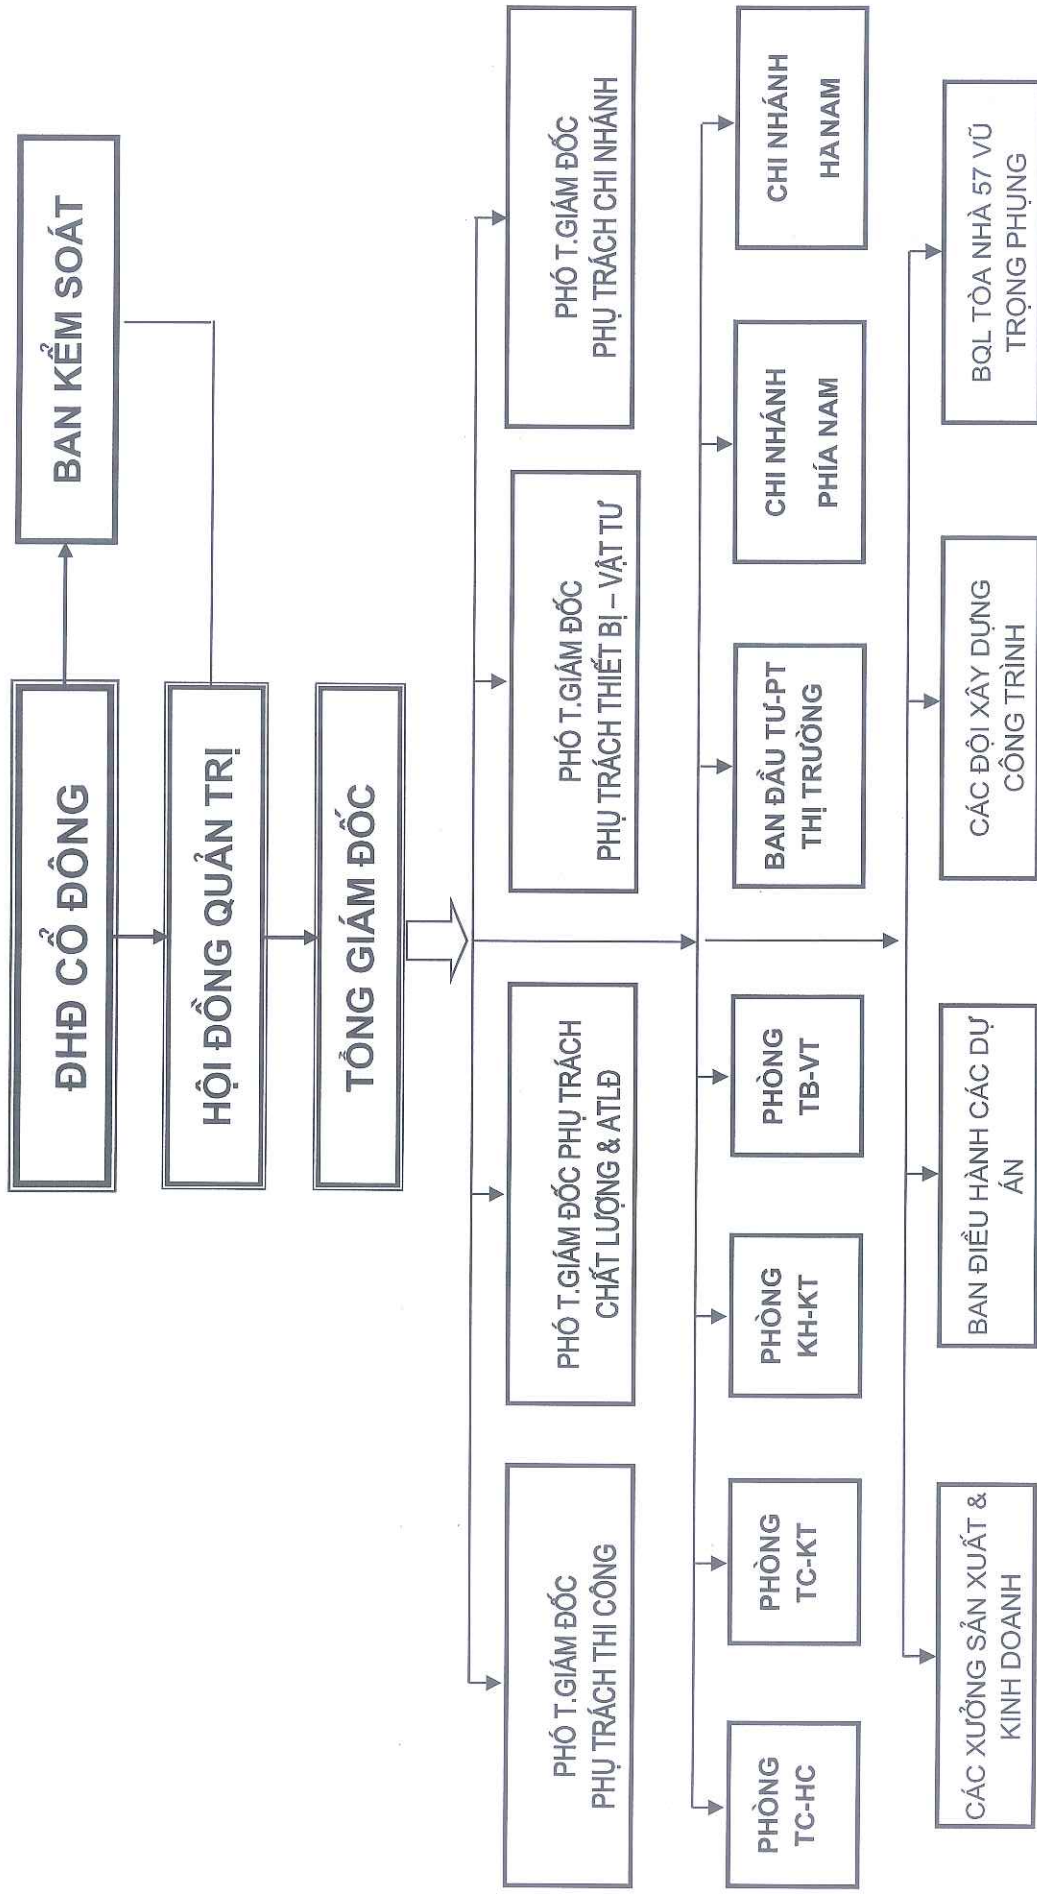 ĐHĐ CỔ ĐÔNG
BAN KỂM SOÁT
HỘI ĐỒNG QUẢN TRỊ
TỔNG GIÁM ĐỐC
PHÓ T.GIÁM ĐỐC
PHỤ TRÁCH THI CÔNG
PHÓ T.GIÁM ĐỐC PHỤ TRÁCH
CHẤT LƯỢNG & ATLĐ
PHÓ T.GIÁM ĐỐC
PHỤ TRÁCH THIẾT BỊ – VẬT TƯ
PHÓ T.GIÁM ĐỐC
PHỤ TRÁCH CHI NHÁNH
PHÒNG
TC-HC
PHÒNG
TC-KT
PHÒNG
KH-KT
PHÒNG
TB-VT
BAN ĐẦU TƯ-PT
THỊ TRƯỜNG
CHI NHÁNH
PHÍA NAM
CHI NHÁNH
HANAM
CÁC XƯỞNG SẢN XUẤT &
KINH DOANH
BAN ĐIỀU HÀNH CÁC DỰ
ÁN
CÁC ĐỘI XÂY DỰNG
CÔNG TRÌNH
BQL TÒA NHÀ 57 VŨ
TRỌNG PHỤNG